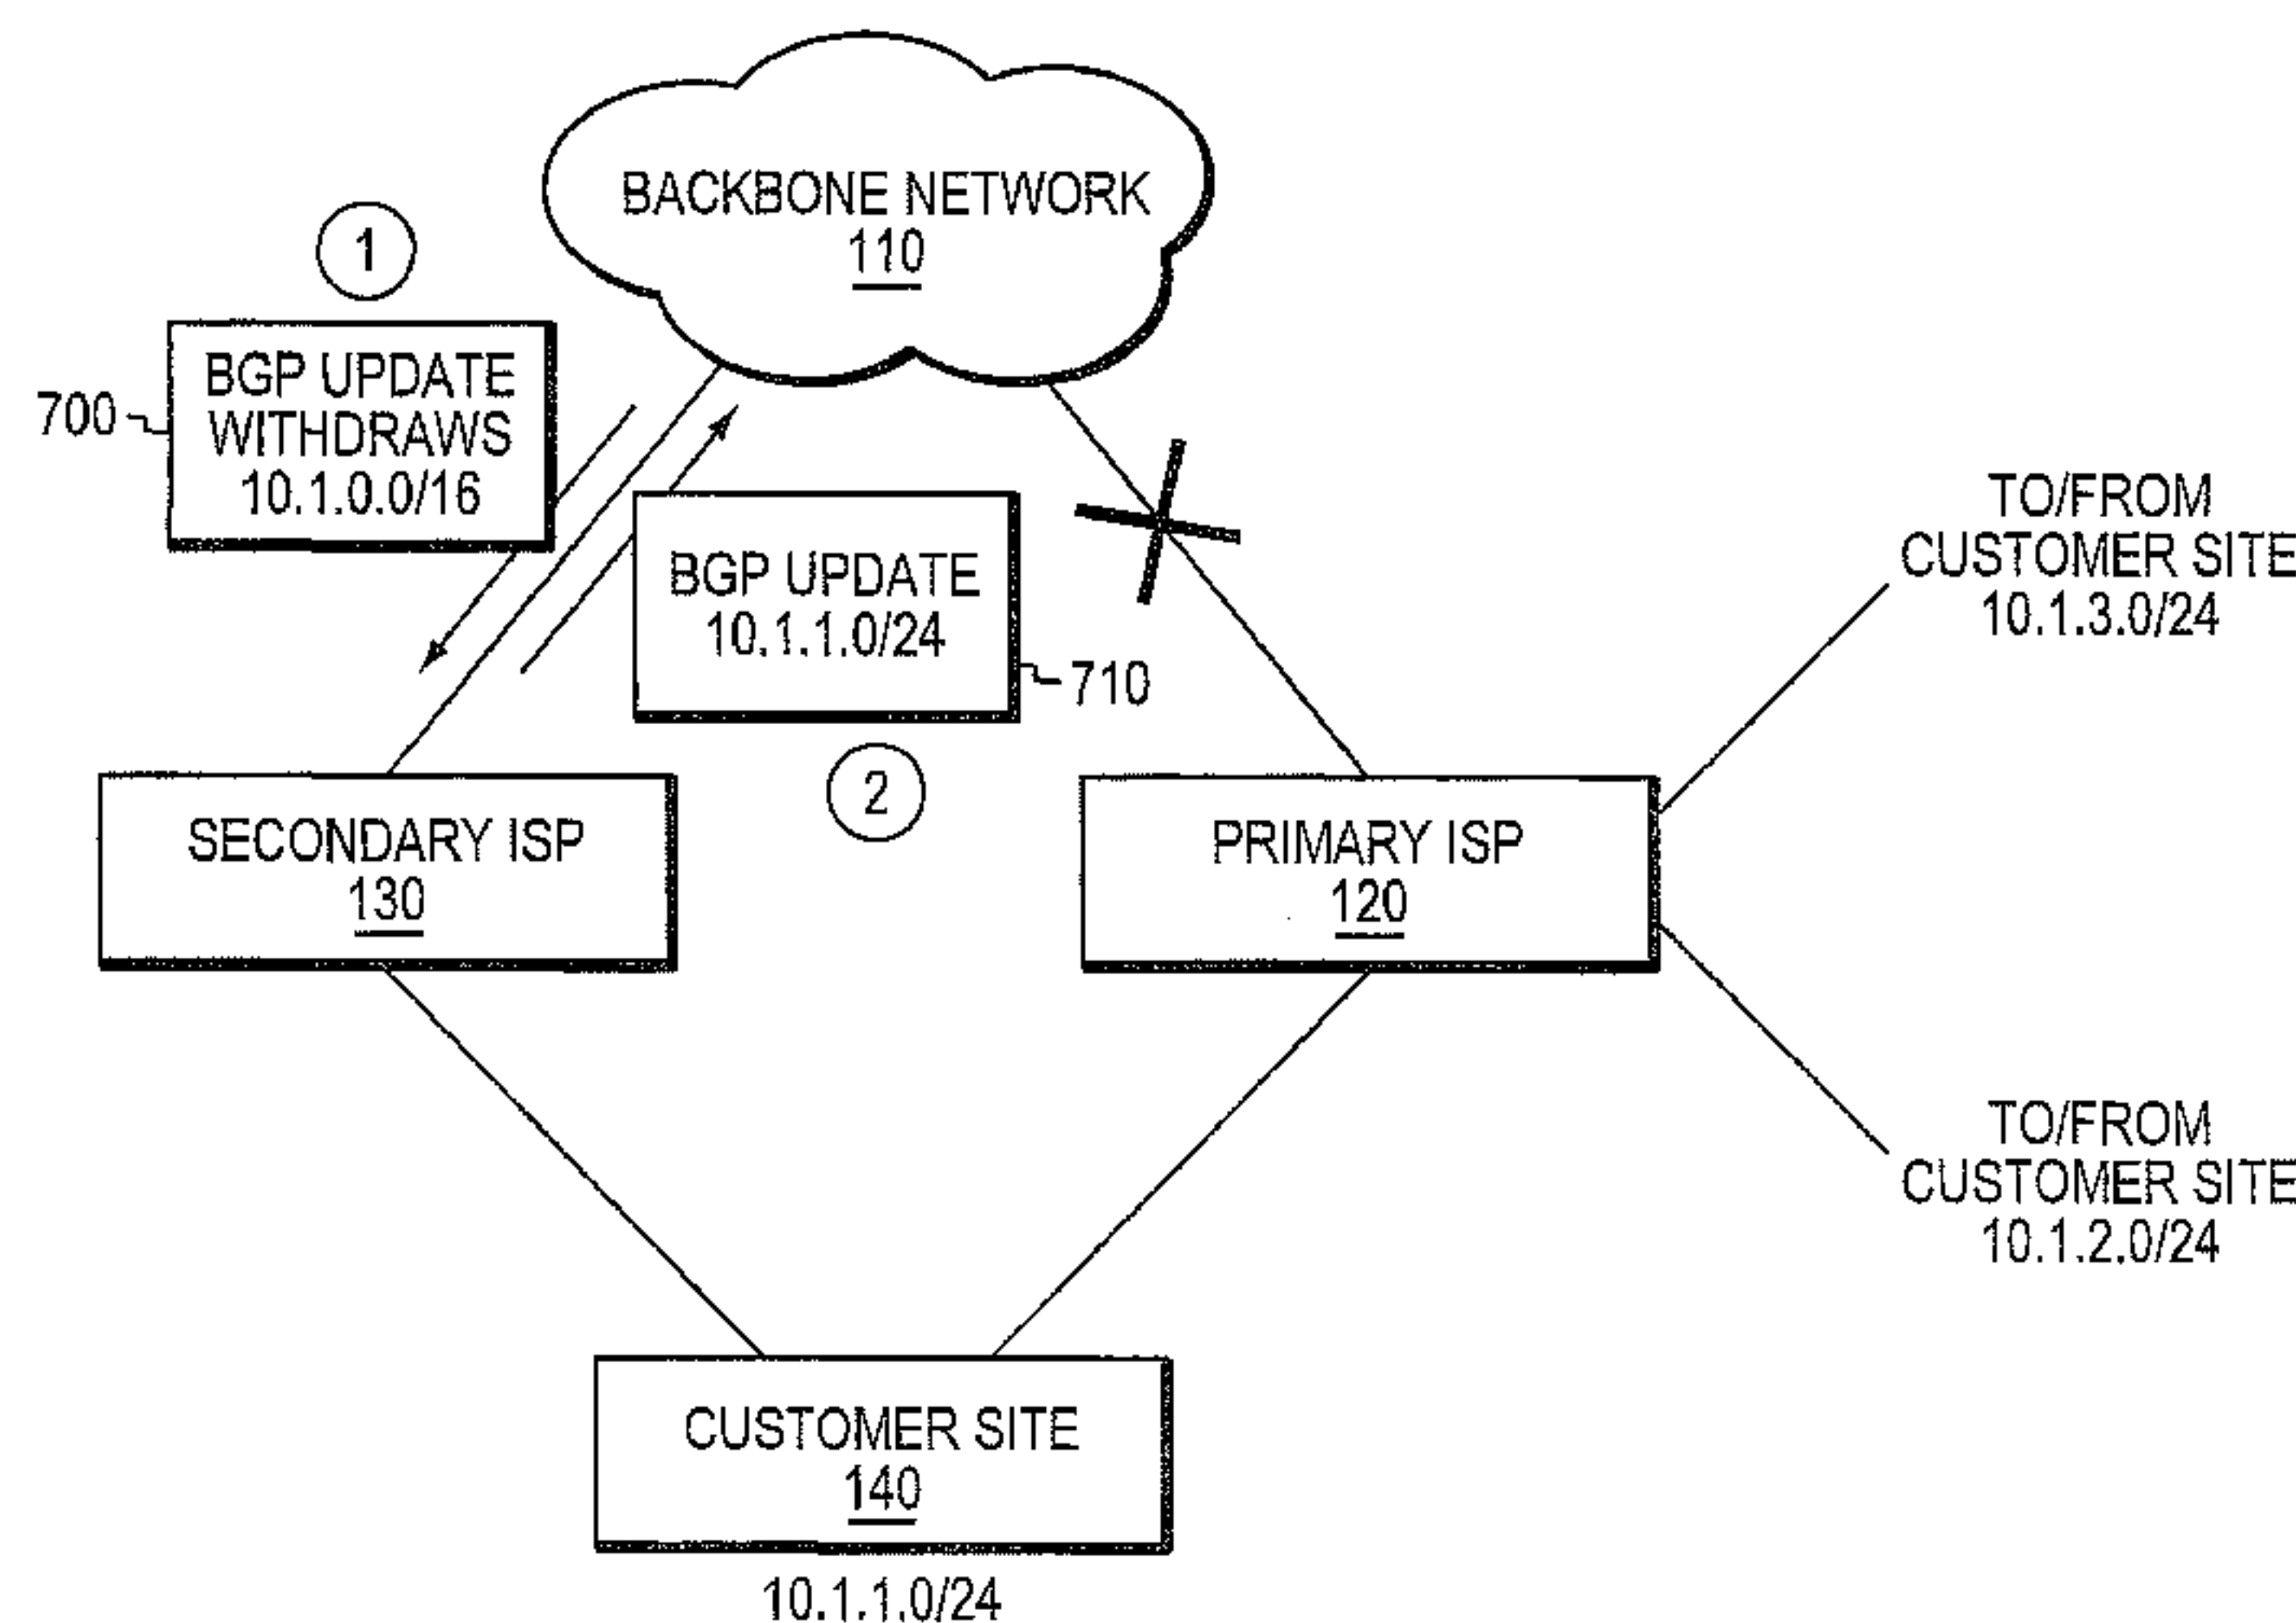 BACKBONE NETWORK
110
1
BGP UPDATE
WITHDRAWS
10.1.0.0/16
700
BGP UPDATE
10.1.1.0/24
710
2
TO/FROM
CUSTOMER SITE
10.1.3.0/24
SECONDARY ISP
130
PRIMARY ISP
120
TO/FROM
CUSTOMER SITE
10.1.2.0/24
CUSTOMER SITE
140
10.1.1.0/24